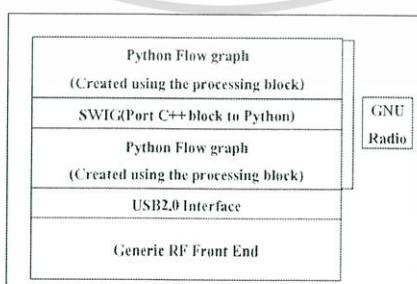 Python Flow graph
(Created using the processing block)
SWIG(Port C++ block to Python)
Python Flow graph
(Created using the processing block)
USB2.0 Interface
Generic RF Front End
GNU
Radio